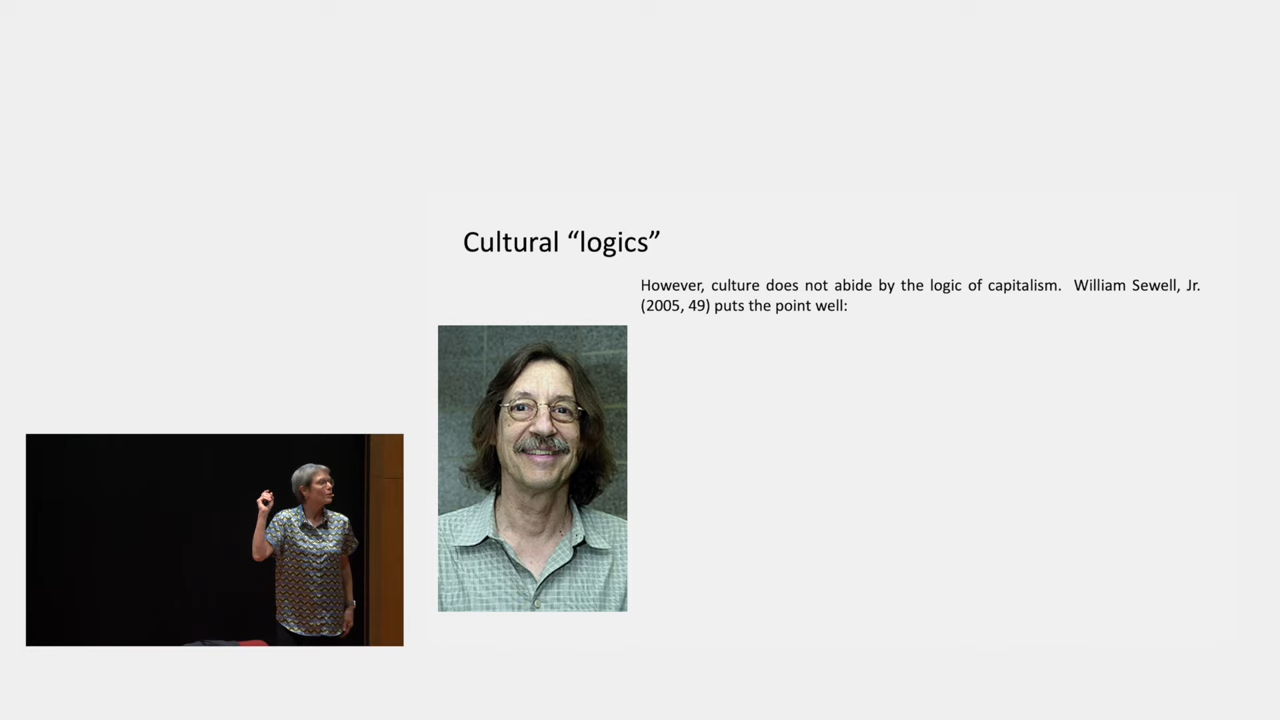 Cultural “logics”
However, culture does not abide by the logic of capitalism.  William Sewell, Jr.
(2005, 49) puts the point well: